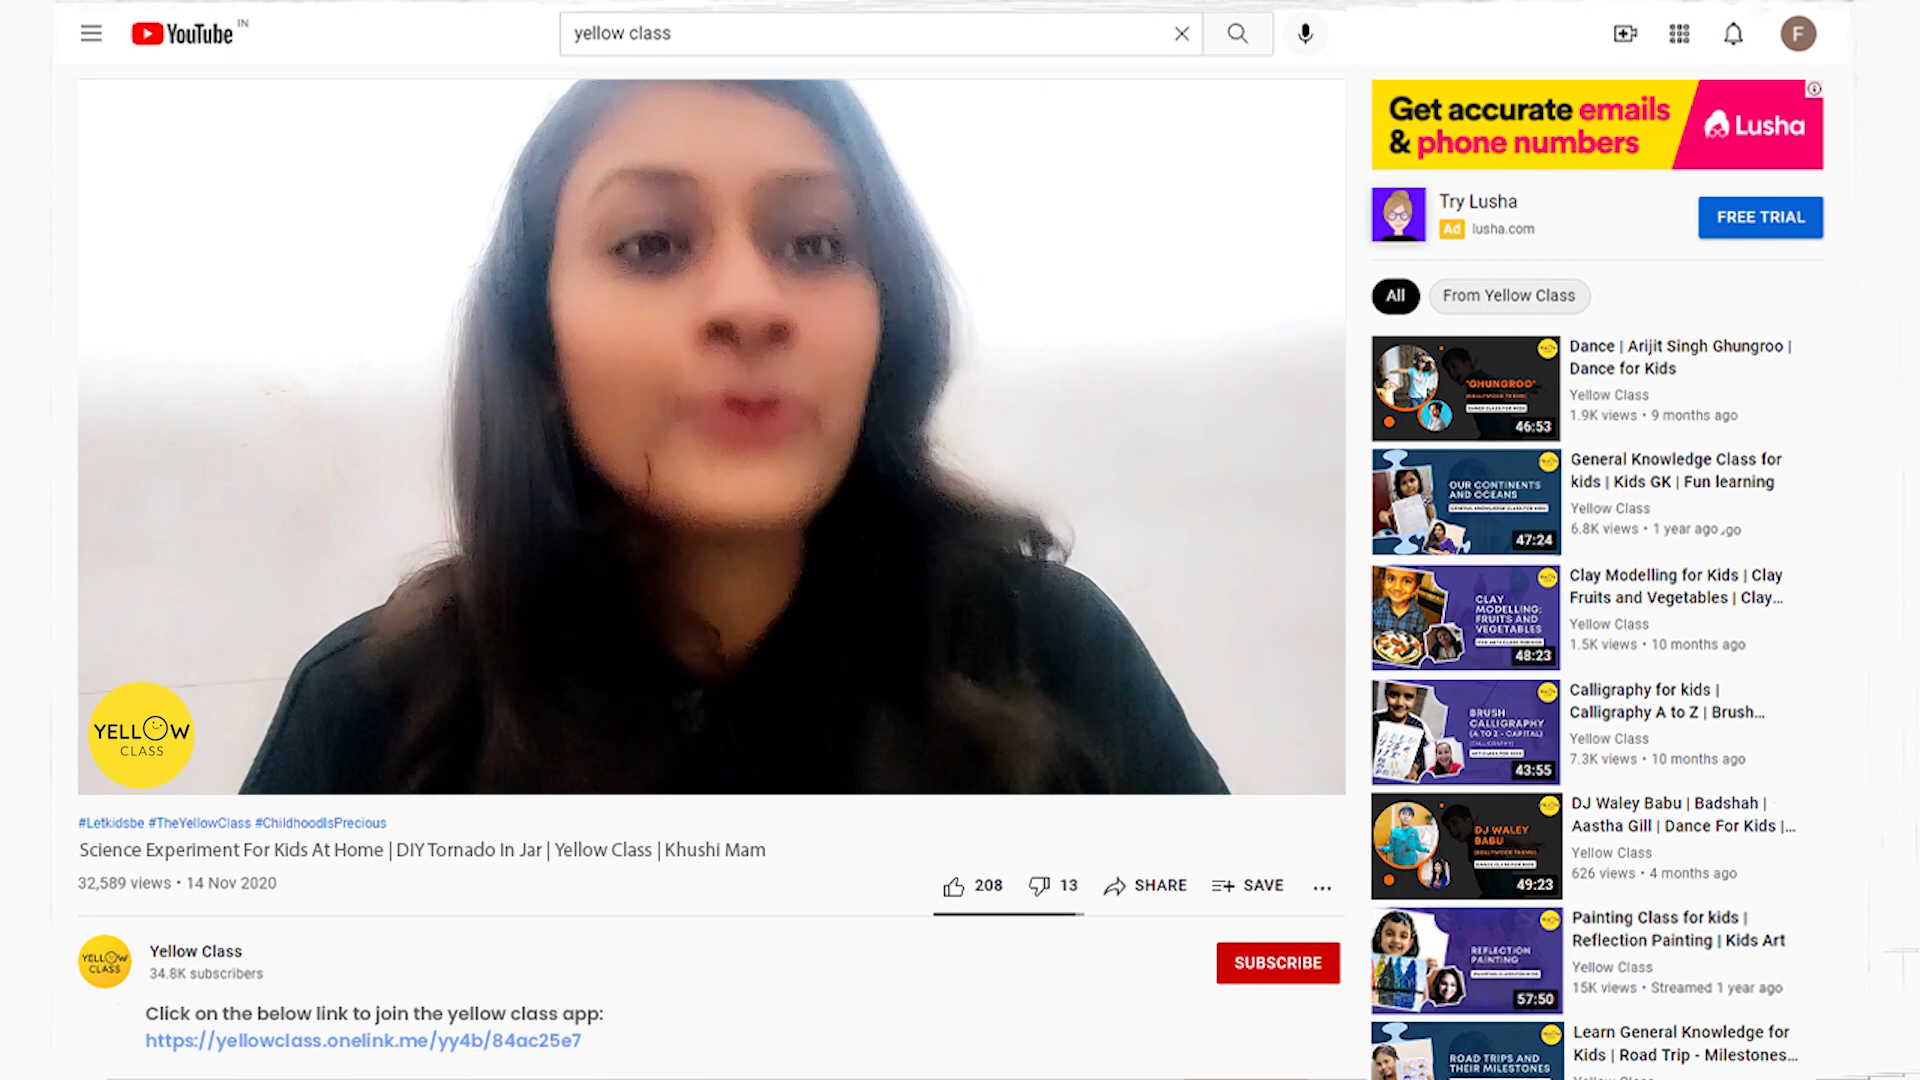 YouTube IN
yellow class
F
Get accurate emails
& phone numbers
Lusha
Try Lusha
Ad lusha.com
FREE TRIAL
All
From Yellow Class
YELLOW
CLASS
#Letkidsbe #TheYellowClass #ChildhoodIsPrecious
Science Experiment For Kids At Home | DIY Tornado In Jar | Yellow Class | Khushi Mam
32,589 views • 14 Nov 2020
208
13
SHARE
SAVE
YELLOW
CLASS
Yellow Class
34.8K subscribers
SUBSCRIBE
Click on the below link to join the yellow class app:
https://yellowclass.onelink.me/yy4b/84ac25e7
"GHUNGROO"
46:53
Dance | Arijit Singh Ghungroo |
Dance for Kids
Yellow Class
1.9K views • 9 months ago
OUR CONTINENTS
AND OCEANS
GENERAL KNOWLEDGE CLASS FOR KIDS
47:24
General Knowledge Class for
kids | Kids GK | Fun learning
Yellow Class
6.8K views • 1 year ago
CLAY
MODELLING:
FRUITS AND
VEGETABLES
48:23
Clay Modelling for Kids | Clay
Fruits and Vegetables | Clay...
Yellow Class
1.5K views • 10 months ago
BRUSH
CALLIGRAPHY
(A TO Z - CAPITAL)
43:55
Calligraphy for kids |
Calligraphy A to Z | Brush...
Yellow Class
7.3K views • 10 months ago
DJ WALEY
BABU
49:23
DJ Waley Babu | Badshah |
Aastha Gill | Dance For Kids |...
Yellow Class
626 views • 4 months ago
REFLECTION
PAINTING
57:50
Painting Class for kids |
Reflection Painting | Kids Art
Yellow Class
15K views • Streamed 1 year ago
ROAD TRIPS AND
THEIR MILESTONES
Learn General Knowledge for
Kids | Road Trip - Milestones...